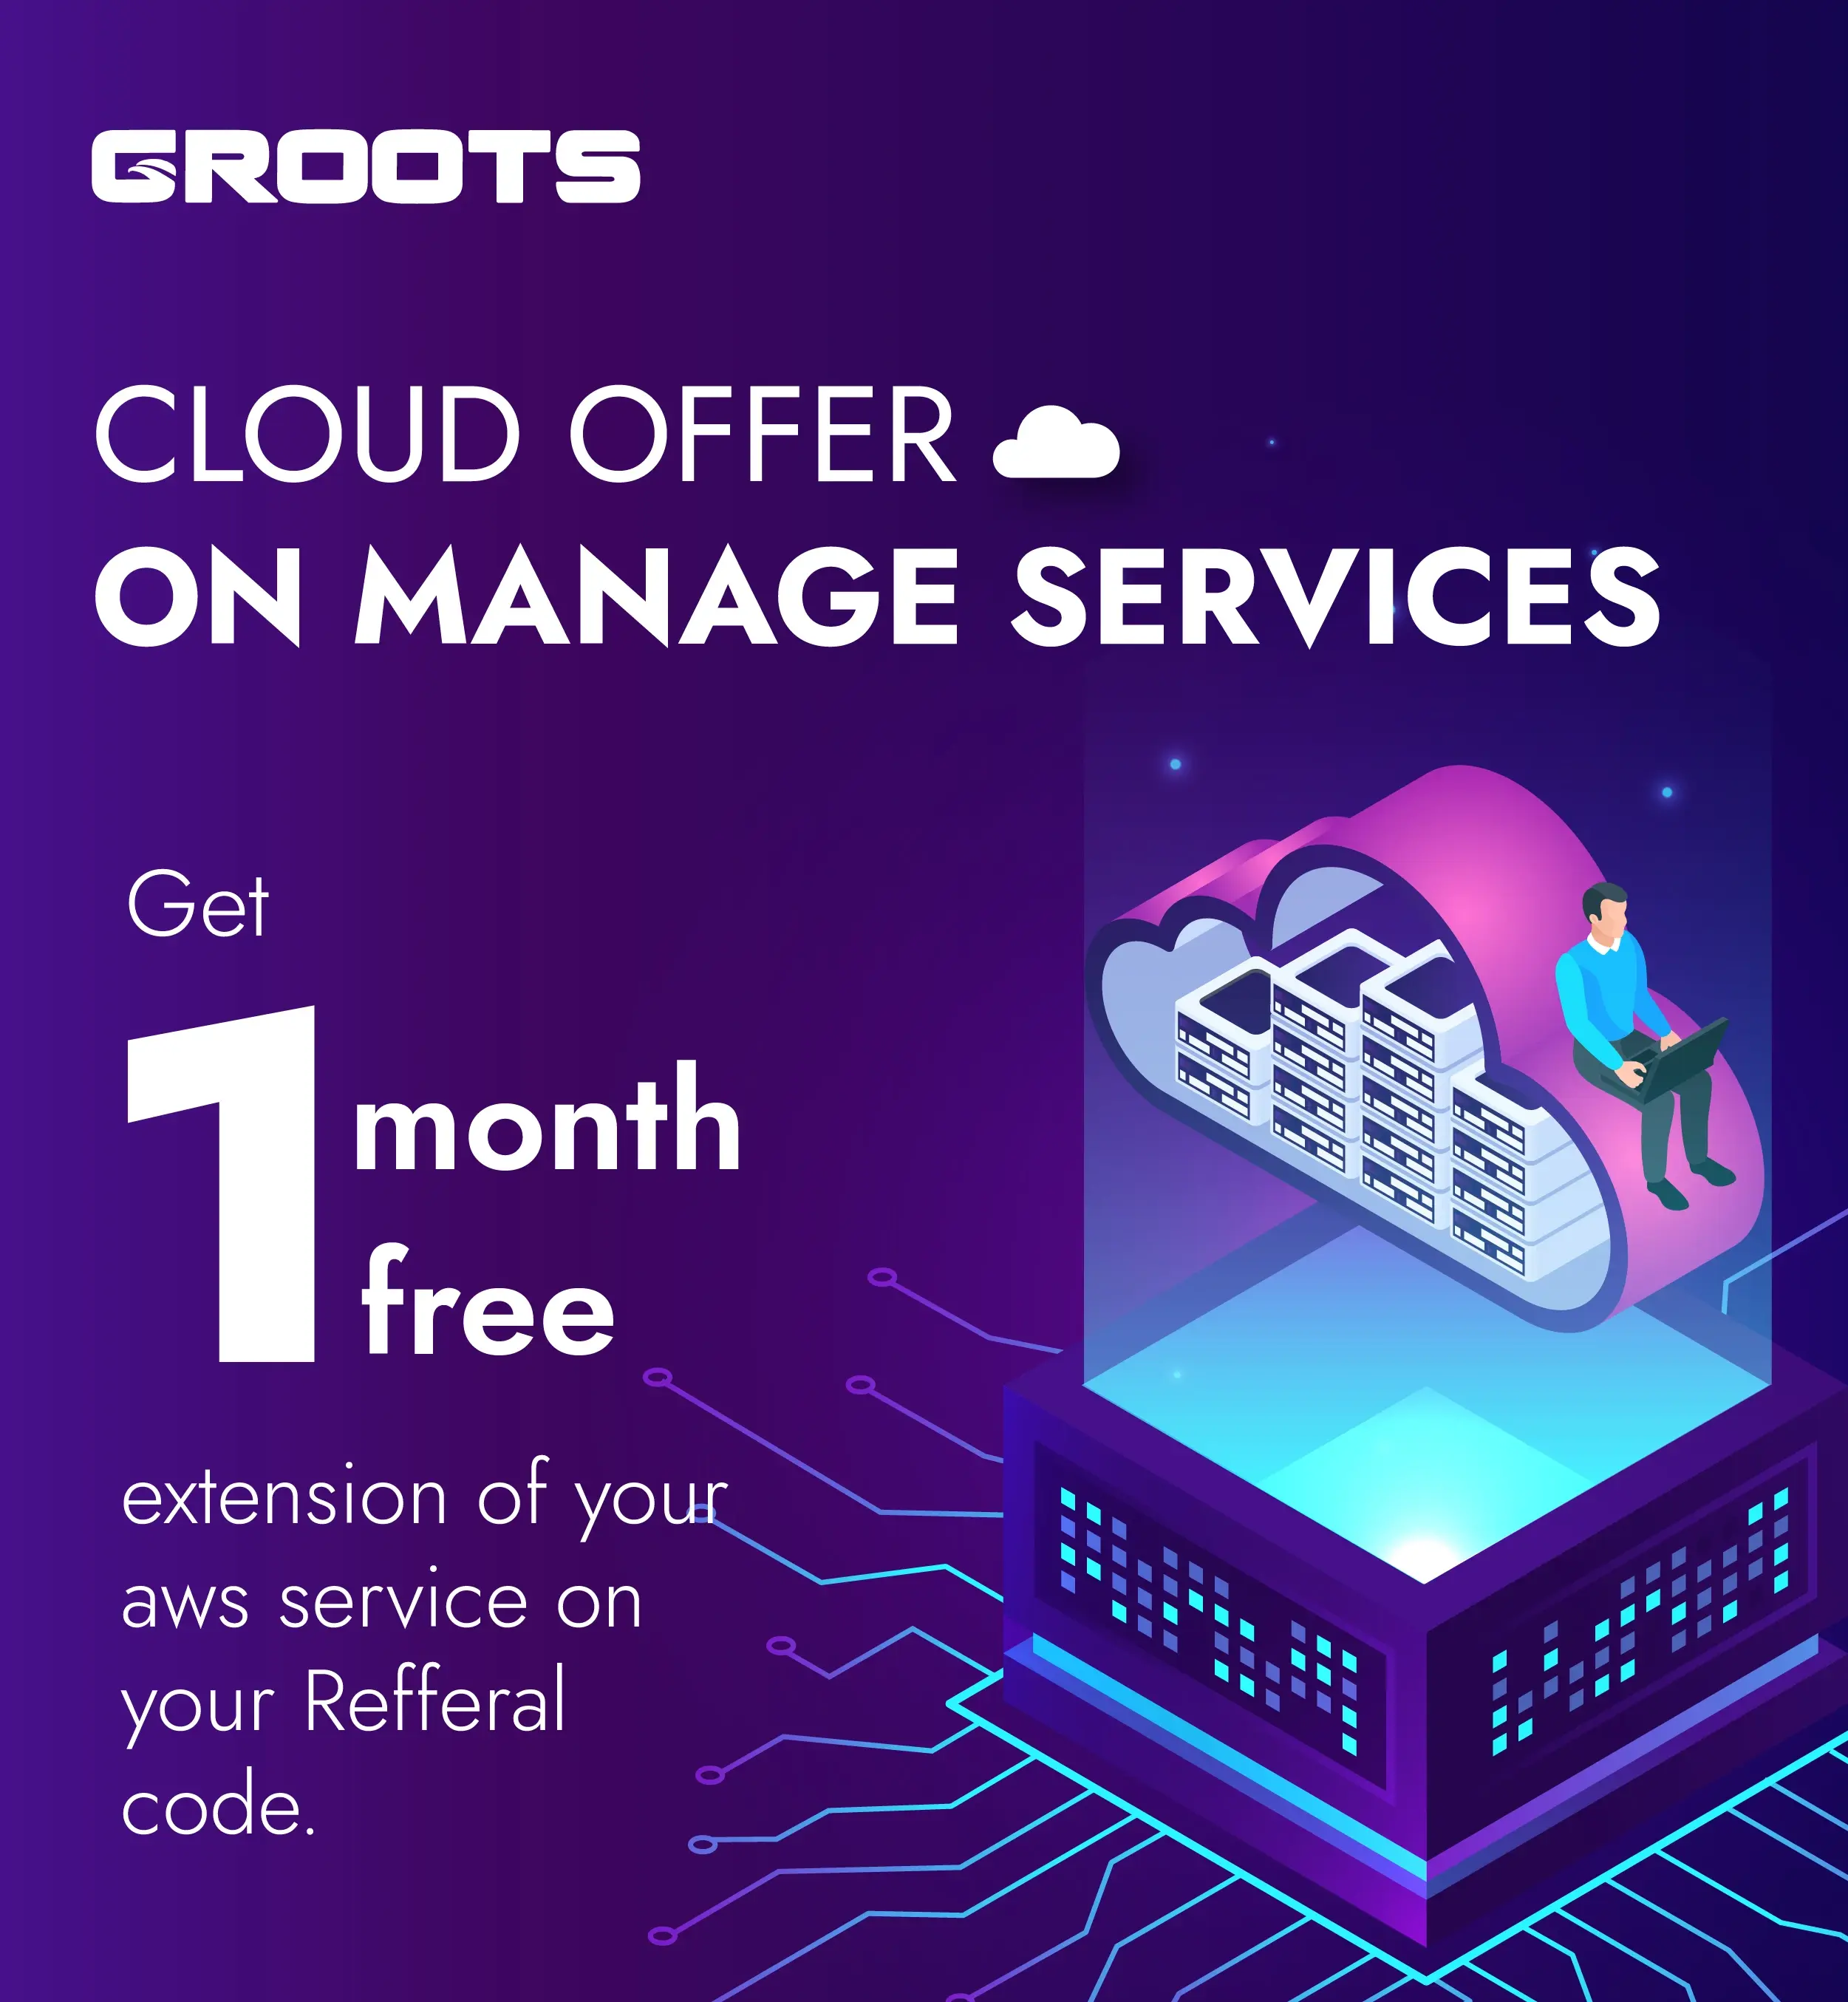 GROOTS
CLOUD OFFER
ON MANAGE SERVICES
Get
1 month
free
extension of your
aws service on
your Refferal
code.